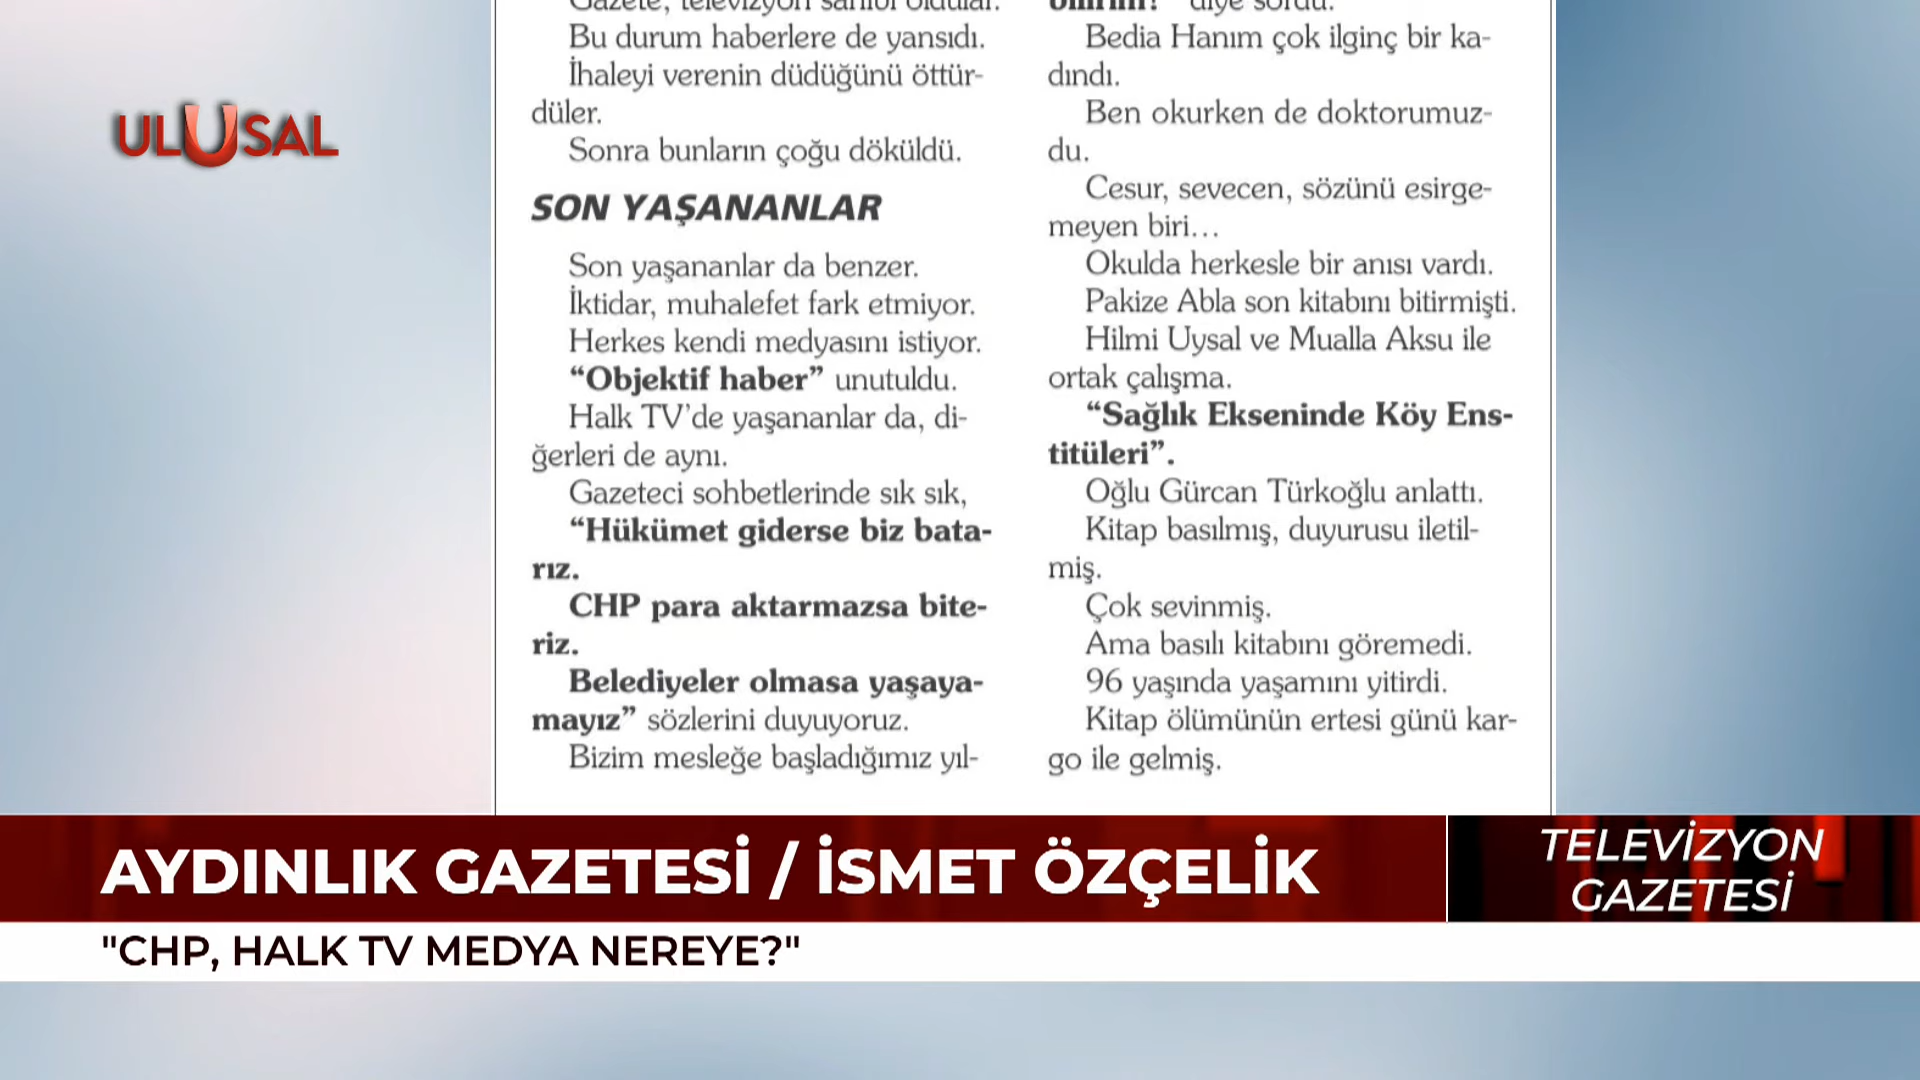 Gazete, televizyon sahibi oldular.
Bu durum haberlere de yansıdı.
İhaleyi verenin düdüğünü öttür-
düler.
Sonra bunların çoğu döküldü.
SON YAŞANANLAR
Son yaşananlar da benzer.
İktidar, muhalefet fark etmiyor.
Herkes kendi medyasını istiyor.
“Objektif haber” unutuldu.
Halk TV’de yaşananlar da, di-
ğerleri de aynı.
Gazeteci sohbetlerinde sık sık,
“Hükümet giderse biz bata-
rız.
CHP para aktarmazsa bite-
riz.
Belediyeler olmasa yaşaya-
mayız” sözlerini duyuyoruz.
Bizim mesleğe başladığımız yıl-
diye sordu.
Bedia Hanım çok ilginç bir ka-
dındı.
Ben okurken de doktorumuz-
du.
Cesur, sevecen, sözünü esirge-
meyen biri…
Okulda herkesle bir anısı vardı.
Pakize Abla son kitabını bitirmişti.
Hilmi Uysal ve Mualla Aksu ile
ortak çalışma.
“Sağlık Ekseninde Köy Ens-
titüleri”.
Oğlu Gürcan Türkoğlu anlattı.
Kitap basılmış, duyurusu iletil-
miş.
Çok sevinmiş.
Ama basılı kitabını göremedi.
96 yaşında yaşamını yitirdi.
Kitap ölümünün ertesi günü kar-
go ile gelmiş.
ULUSAL
AYDINLIK GAZETESİ / İSMET ÖZÇELİK
TELEVİZYON
GAZETESİ
"CHP, HALK TV MEDYA NEREYE?"